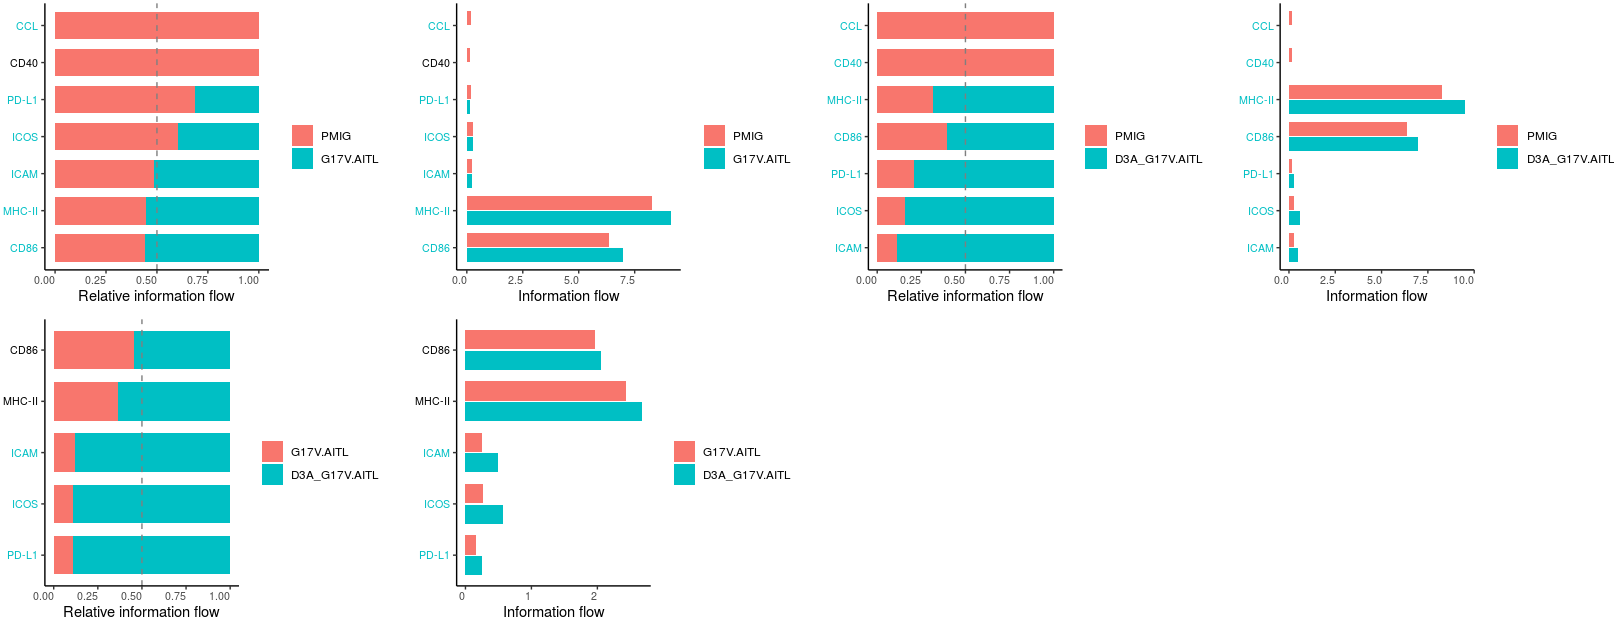 CCL
CD40
PD-L1
ICOS
ICAM
MHC-II
CD86
0.00 0.25 0.50 0.75 1.00
Relative information flow
PMIG
G17V.AITL
CCL
CD40
PD-L1
ICOS
ICAM
MHC-II
CD86
0.0 2.5 5.0 7.5
Information flow
PMIG
G17V.AITL
CCL
CD40
MHC-II
CD86
PD-L1
ICOS
ICAM
0.00 0.25 0.50 0.75 1.00
Relative information flow
PMIG
D3A_G17V.AITL
CCL
CD40
MHC-II
CD86
PD-L1
ICOS
ICAM
0.0 2.5 5.0 7.5 10.0
Information flow
PMIG
D3A_G17V.AITL
CD86
MHC-II
ICAM
ICOS
PD-L1
0.00 0.25 0.50 0.75 1.00
Relative information flow
G17V.AITL
D3A_G17V.AITL
CD86
MHC-II
ICAM
ICOS
PD-L1
0 1 2
Information flow
G17V.AITL
D3A_G17V.AITL